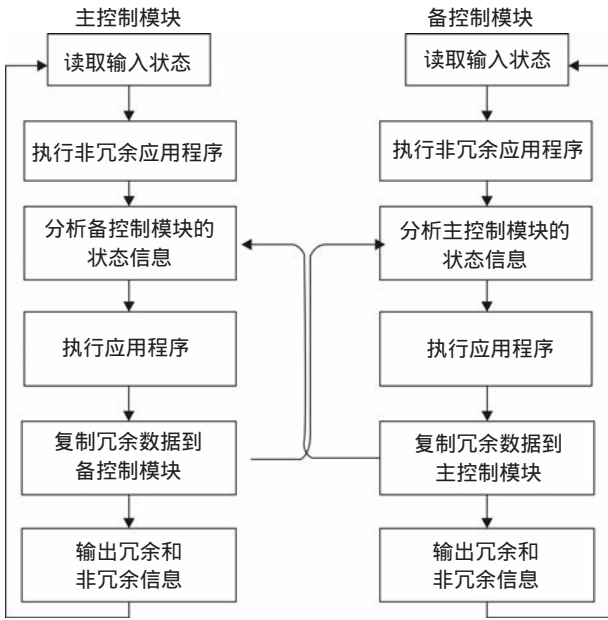 主控制模块
读取输入状态
执行非冗余应用程序
分析备控制模块的
状态信息
执行应用程序
复制冗余数据到
备控制模块
输出冗余和
非冗余信息
备控制模块
读取输入状态
执行非冗余应用程序
分析主控制模块的
状态信息
执行应用程序
复制冗余数据到
主控制模块
输出冗余和
非冗余信息